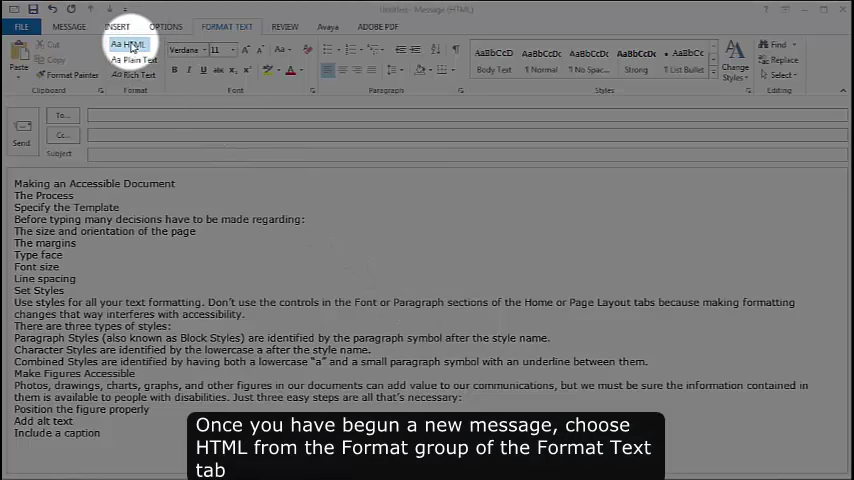 Untitled - Message (HTML)
FILE MESSAGE INSERT OPTIONS FORMAT TEXT REVIEW Avaya ADOBE PDF
Cut Aa HTML Verdana 11 AaBbCcD AaBbCcD AaBbCcD AaBbCc AaBbCc Find
Copy Aa Plain Text Replace
Paste Format Painter Aa Rich Text B I U Body Text ¶ Normal ¶ No Spac... Strong ¶ List Bullet Change Styles Select
Clipboard Format Font Paragraph Styles Editing
To...
Cc...
Send
Subject
Making an Accessible Document
The Process
Specify the Template
Before typing many decisions have to be made regarding:
The size and orientation of the page
The margins
Type face
Font size
Line spacing
Set Styles
Use styles for all your text formatting. Don't use the controls in the Font or Paragraph sections of the Home or Page Layout tabs because making formatting
changes that way interferes with accessibility.
There are three types of styles:
Paragraph Styles (also known as Block Styles) are identified by the paragraph symbol after the style name.
Character Styles are identified by the lowercase a after the style name.
Combined Styles are identified by having both a lowercase "a" and a small paragraph symbol with an underline between them.
Make Figures Accessible
Photos, drawings, charts, graphs, and other figures in our documents can add value to our communications, but we must be sure the information contained in
them is available to people with disabilities. Just three easy steps are all that's necessary:
Position the figure properly
Add alt text
Include a caption
Once you have begun a new message, choose
HTML from the Format group of the Format Text
tab